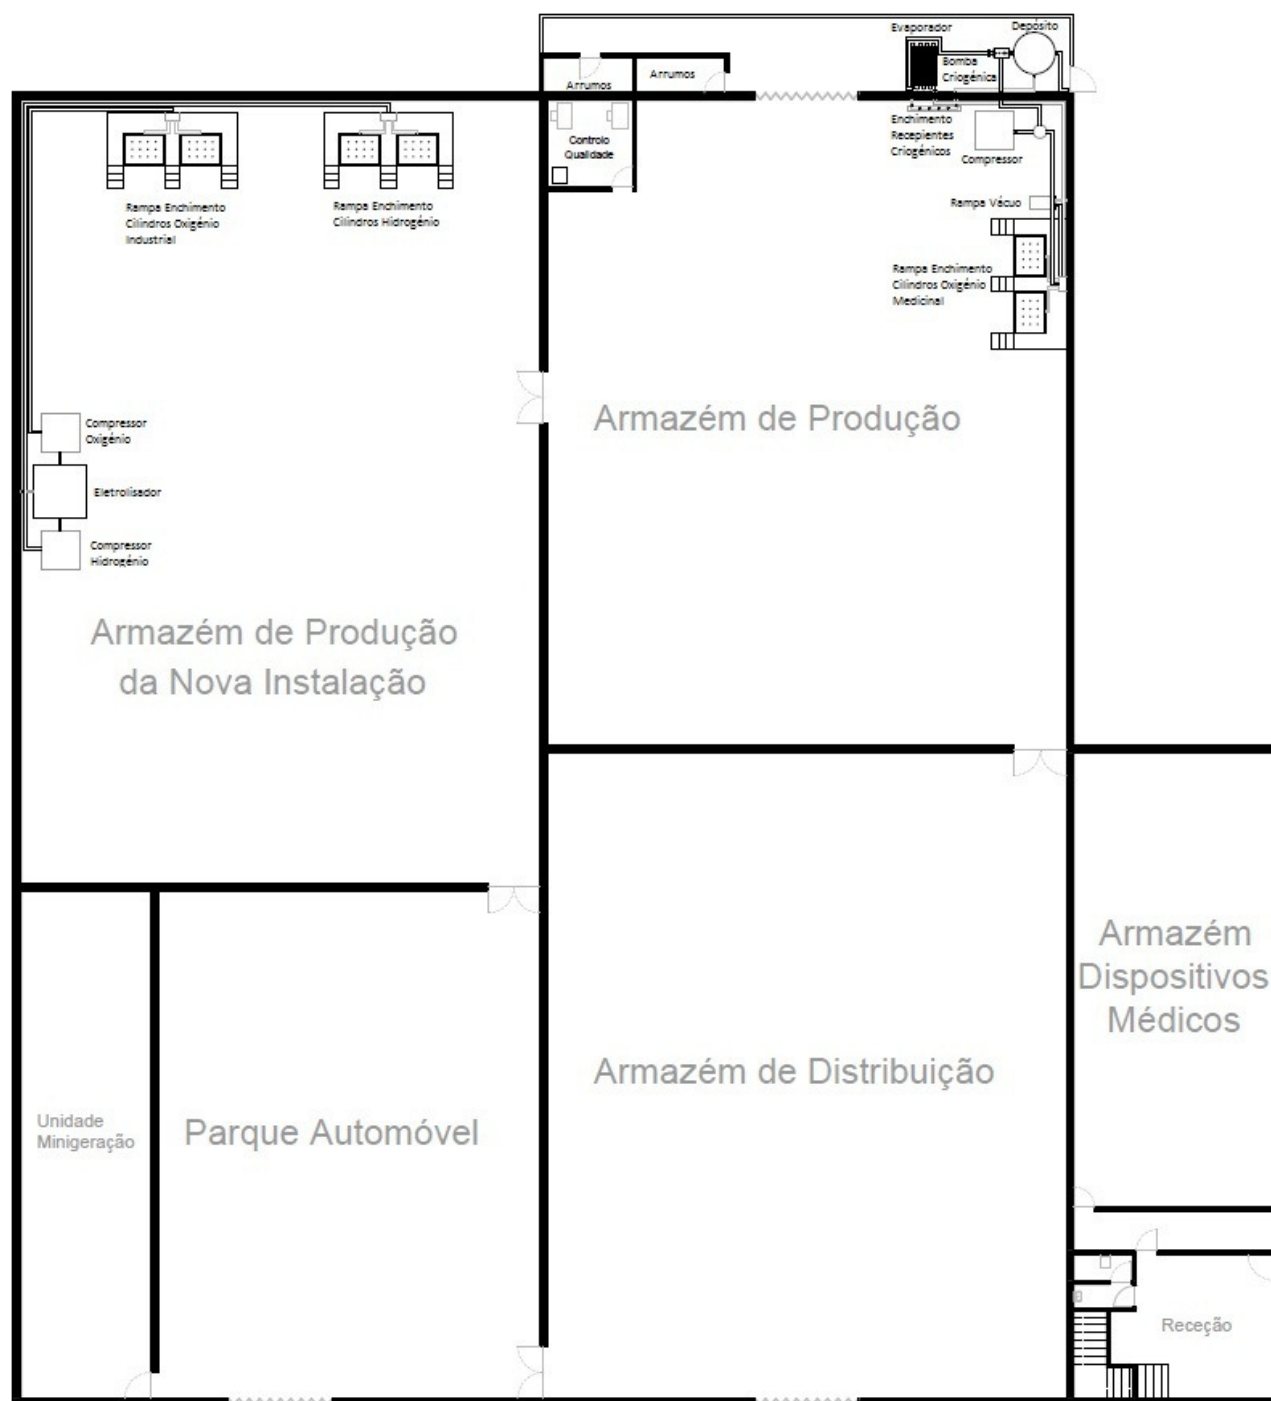 Evaporador
Depósito
Bomba
Criogénica
Arrumos
Arrumos
Enchimento
Recepientes
Criogénicos
Compressor
Controlo
Qualidade
Rampa Enchimento
Cilindros Oxigénio
Industrial
Rampa Enchimento
Cilindros Hidrogénio
Rampa Vácuo
Rampa Enchimento
Cilindros Oxigénio
Medicinal
Armazém de Produção
Compressor
Oxigénio
Eletrolisador
Compressor
Hidrogénio
Armazém de Produção
da Nova Instalação
Armazém
Dispositivos
Médicos
Armazém de Distribuição
Unidade
Minigeração
Parque Automóvel
Receção